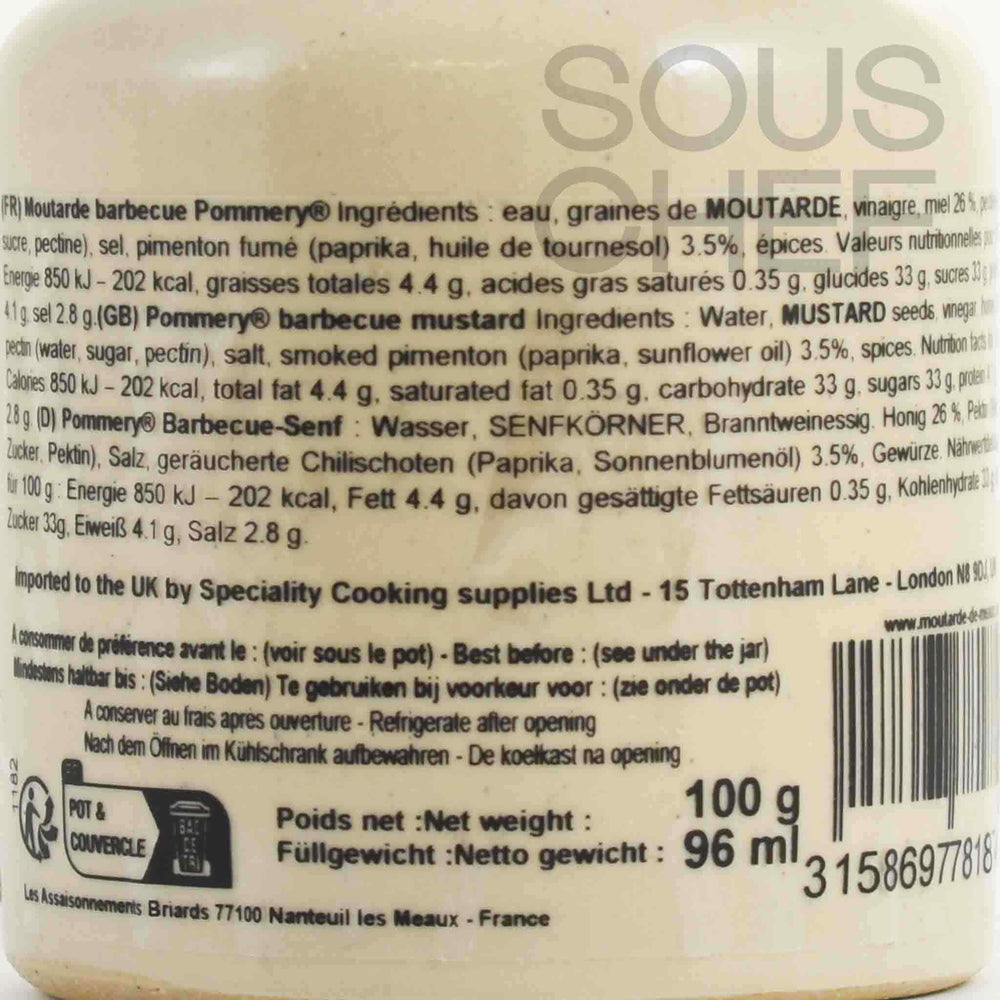 SOUS
CHEF
(FR) Moutarde barbecue Pommery® Ingrédients : eau, graines de MOUTARDE, vinaigre, miel 26 %,
sucre, pectine), sel, pimenton fumé (paprika, huile de tournesol) 3.5%, épices. Valeurs nutritionnelles
Energie 850 kJ – 202 kcal, graisses totales 4.4 g, acides gras saturés 0.35 g, glucides 33 g, sucres 33 g,
4.1 g, sel 2.8 g.(GB) Pommery® barbecue mustard Ingredients : Water, MUSTARD seeds, vinegar,
pectin (water, sugar, pectin), salt, smoked pimenton (paprika, sunflower oil) 3.5%, spices. Nutrition facts
Calories 850 kJ – 202 kcal, total fat 4.4 g, saturated fat 0.35 g, carbohydrate 33 g, sugars 33 g, protein
2.8 g (D) Pommery® Barbecue-Senf : Wasser, SENFKÖRNER, Branntweinessig, Honig 26 %,
Zucker, Pektin), Salz, geräucherte Chilischoten (Paprika, Sonnenblumenöl) 3.5%, Gewürze.
für 100 g : Energie 850 kJ – 202 kcal, Fett 4.4 g, davon gesättigte Fettsäuren 0.35 g, Kohlenhydrate
Zucker 33g, Eiweiß 4.1 g, Salz 2.8 g.
Imported to the UK by Speciality Cooking supplies Ltd - 15 Tottenham Lane - London N8
www.moutarde-de-
A consommer de préférence avant le : (voir sous le pot) - Best before : (see under the jar)
Mindestens haltbar bis : (Siehe Boden) Te gebruiken bij voorkeur voor : (zie onder de pot)
A conserver au frais après ouverture - Refrigerate after opening
Nach dem Öffnen im Kühlschrank aufbewahren - De koelkast na opening
1182
POT &
COUVERCLE
BAC
DE
TRI
Poids net :Net weight : 100 g
Füllgewicht :Netto gewicht : 96 ml
3 158697781
Les Assaisonnements Briards 77100 Nanteuil les Meaux - France